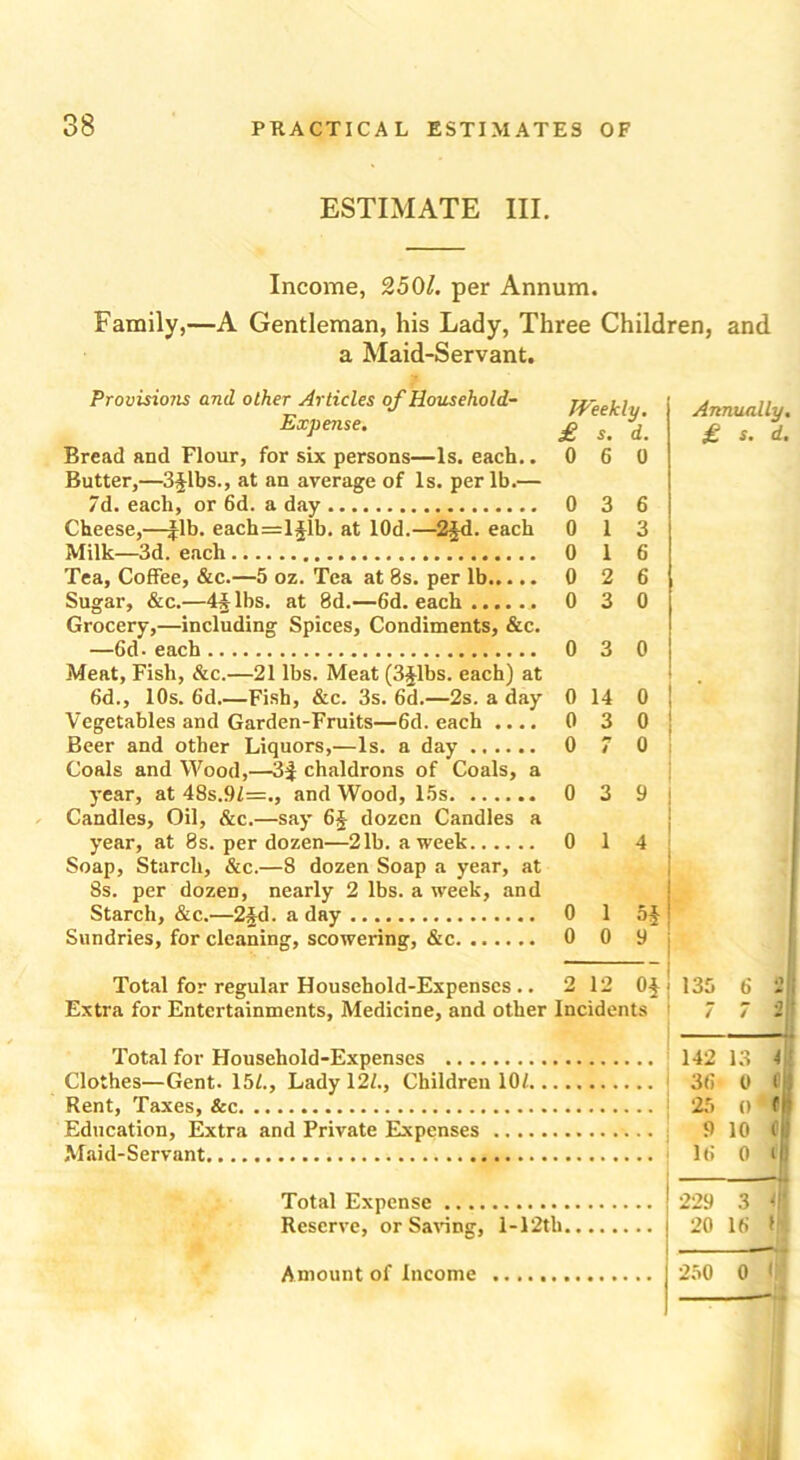 38 PRACTICAL ESTIMATES OF
ESTIMATE III.
Income, 250l. per Annum.
Family,—A Gentleman, his Lady, Three Children, and
a Maid-Servant.
Provisions and other Articles of Household- Weekly. Annually.
Expense. £ s. d. £ s. d.
Bread and Flour, for six persons—1s. each.. 0 6 0
Butter,—3½lbs., at an average of 1s. per lb.—
7d. each, or 6d. a day ................ 0 3 6
Cheese,—¼lb. each=1½lb. at 10d.—2½d. each 0 1 3
Milk—3d. each ........................ 0 1 6
Tea, Coffee, &c.—5 oz. Tea at 8s. per lb..... 0 2 6
Sugar, &c.—4½ lbs. at 8d.—6d. each ...... 0 3 0
Grocery,—including Spices, Condiments, &c.
—6d. each .......................... 0 3 0
Meat, Fish, &c.—21 lbs. Meat (3½lbs. each) at
6d., 10s. 6d.—Fish, &c. 3s. 6d.—2s. a day 0 14 0
Vegetables and Garden-Fruits—6d. each .... 0 3 0
Beer and other Liquors,—1s. a day ...... 0 7 0
Coals and Wood,—3¾ chaldrons of Coals, a
year, at 48s.9l=., and Wood, 15s. ....... 0 3 9
Candles, Oil, &c.—say 6½ dozen Candles a
year, at 8s. per dozen—2lb. a week....... 0 1 4
Soap, Starch, &c.—8 dozen Soap a year, at
8s. per dozen, nearly 2 lbs. a week, and
Starch, &c.—2½d. a day ................ 0 1 5½
Sundries, for cleaning, scowering, &c. ....... 0 0 9
Total for regular Household-Expenses .. 2 12 0½ 135 6 2
Extra for Entertainments, Medicine, and other Incidents 7 7 2
Total for Household-Expenses .................. 142 13 4
Clothes—Gent. 15l., Lady 12l., Children 10l............ 36 0
Rent, Taxes, &c. .................................. 25 0
Education, Extra and Private Expenses .............. 9 10
Maid-Servant...................................... 16 0
Total Expense .................. 229 3
Reserve, or Saving, 1-12th........ 20 16
Amount of Income .............. 250 0